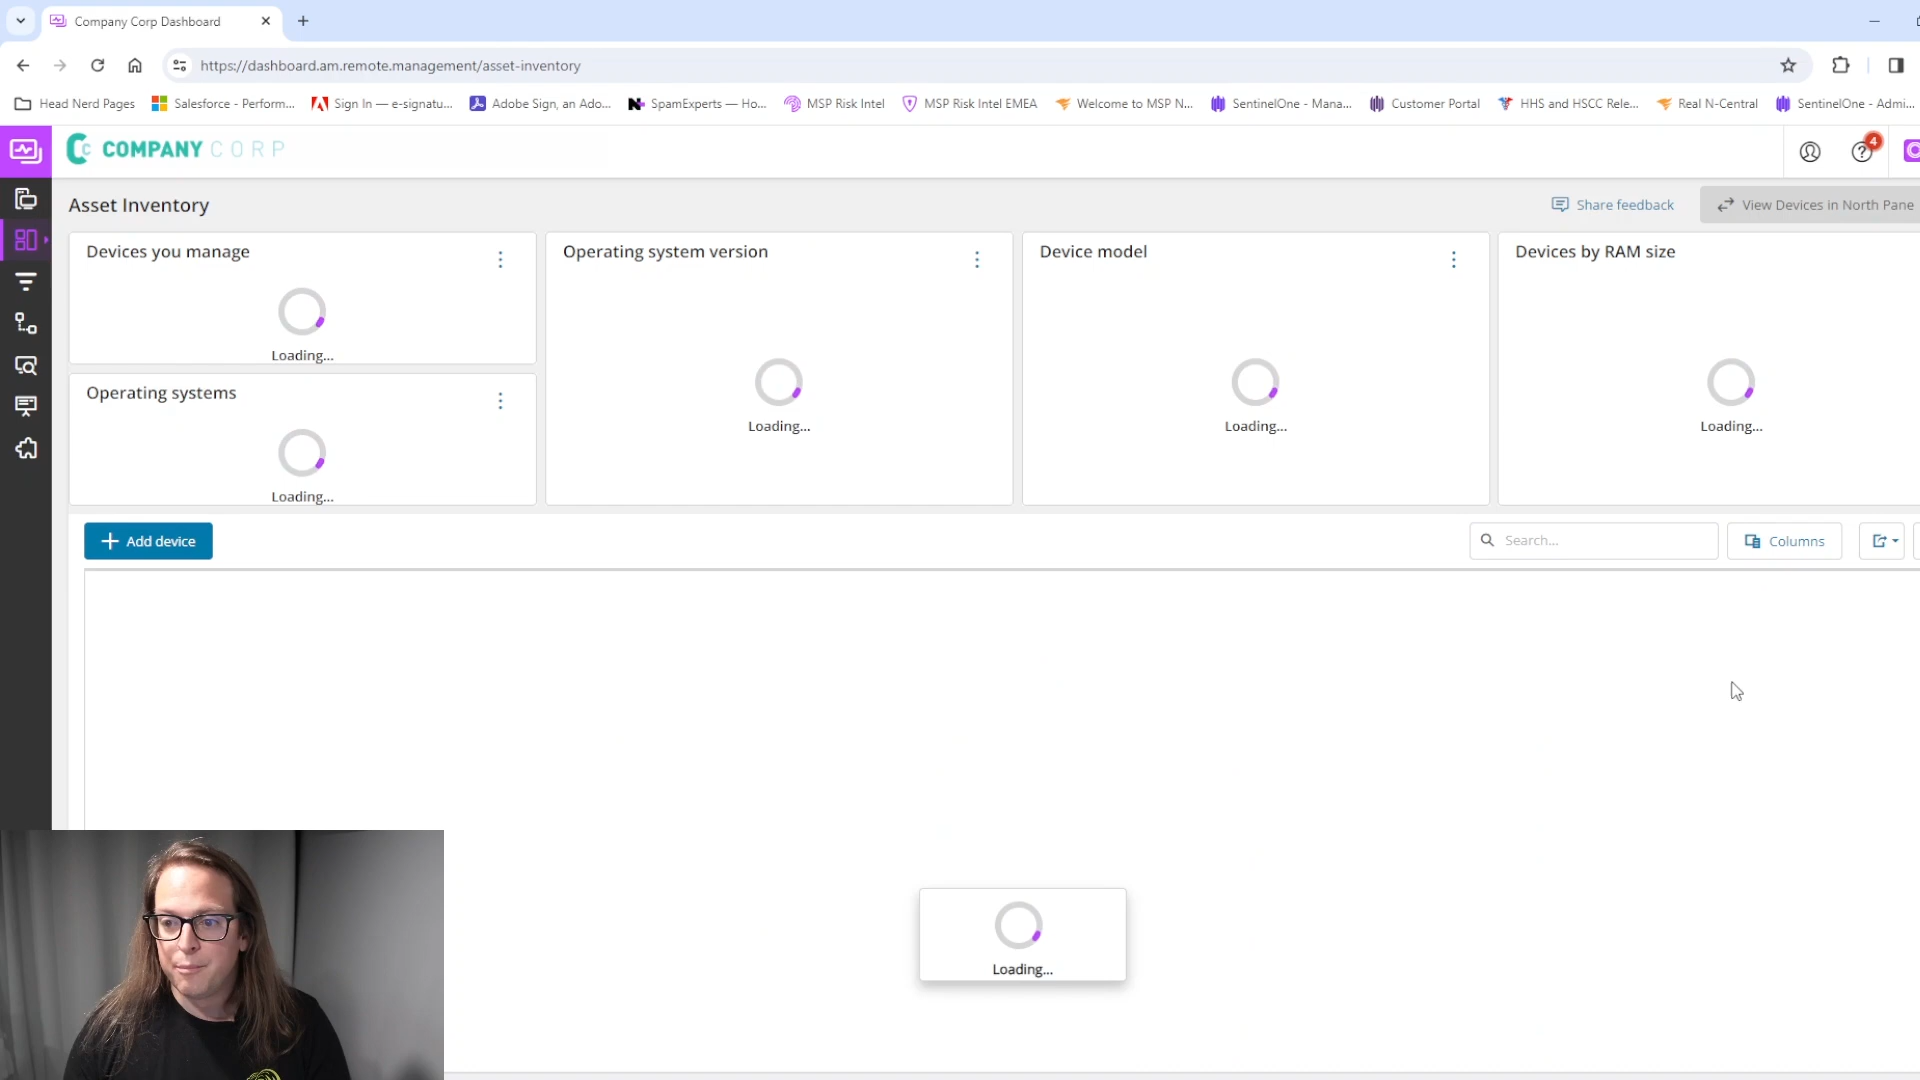 Company Corp Dashboard
https://dashboard.am.remote.management/asset-inventory
Head Nerd Pages
Salesforce - Perform...
Sign In — e-signatu...
Adobe Sign, an Ado...
SpamExperts — Ho...
MSP Risk Intel
MSP Risk Intel EMEA
Welcome to MSP N...
SentinelOne - Mana...
Customer Portal
HHS and HSCC Rele...
Real N-Central
SentinelOne - Admi...
COMPANY CORP
4
Asset Inventory
Share feedback
View Devices in North Pane
Devices you manage
Operating system version
Device model
Devices by RAM size
Loading...
Operating systems
Loading...
Loading...
Loading...
Loading...
Add device
Search...
Columns
Loading...